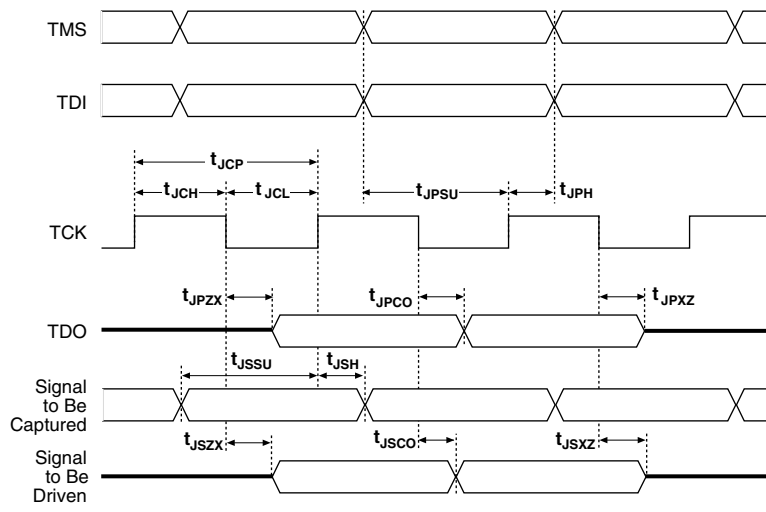 TMS
TDI
tJCP
tJCH
tJCL
tJPSU
tJPH
TCK
tJPZX
tJPCO
tJPXZ
TDO
tJSSU
tJSH
Signal
to Be
Captured
tJSZX
tJSCO
tJSXZ
Signal
to Be
Driven